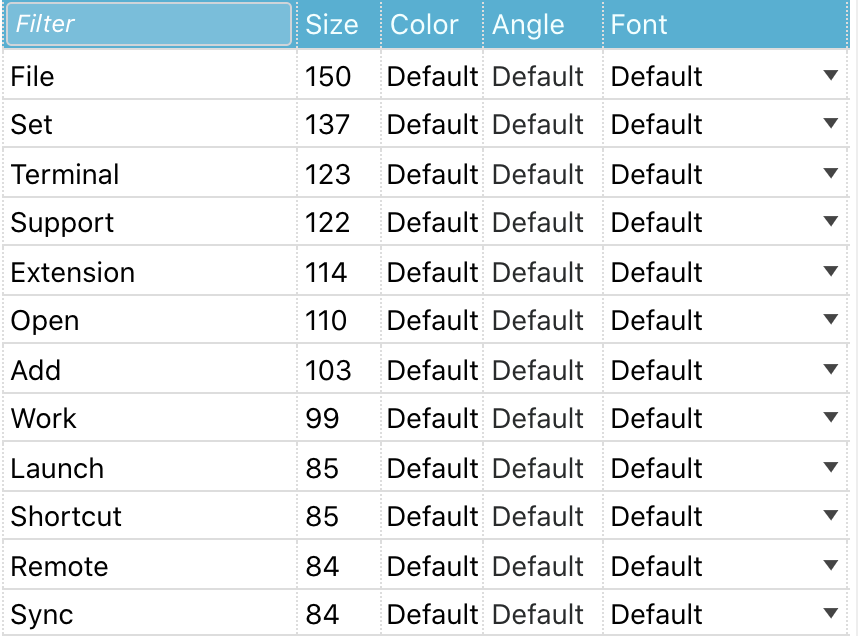 Filter Size Color Angle Font
File 150 Default Default Default
Set 137 Default Default Default
Terminal 123 Default Default Default
Support 122 Default Default Default
Extension 114 Default Default Default
Open 110 Default Default Default
Add 103 Default Default Default
Work 99 Default Default Default
Launch 85 Default Default Default
Shortcut 85 Default Default Default
Remote 84 Default Default Default
Sync 84 Default Default Default